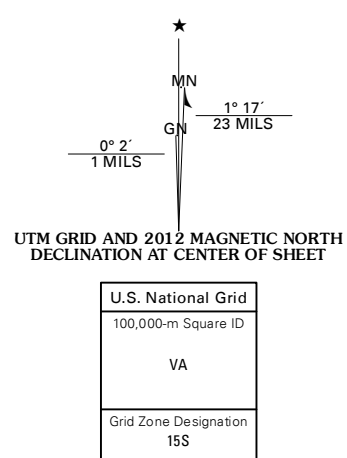 ★
MN
1° 17´
23 MILS
GN
0° 2´
1 MILS
UTM GRID AND 2012 MAGNETIC NORTH
DECLINATION AT CENTER OF SHEET
U.S. National Grid
100,000-m Square ID
VA
Grid Zone Designation
15S